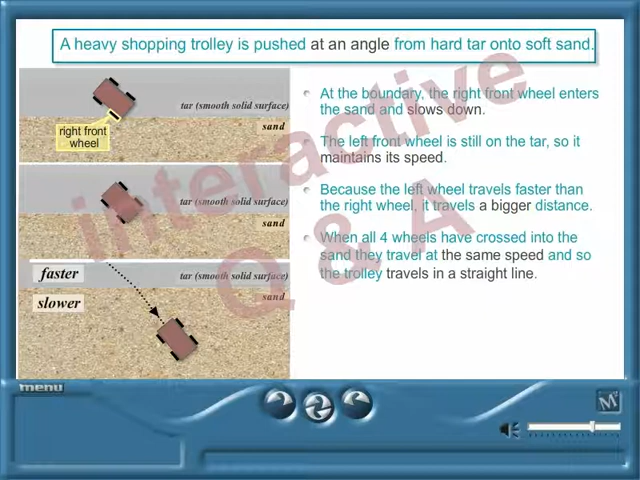 A heavy shopping trolley is pushed at an angle from hard tar onto soft sand.
tar (smooth solid surface)
sand
right front
wheel
tar (smooth solid surface)
sand
faster
tar (smooth solid surface)
slower
sand
At the boundary, the right front wheel enters
the sand and slows down.
The left front wheel is still on the tar, so it
maintains its speed.
Because the left wheel travels faster than
the right wheel, it travels a bigger distance.
When all 4 wheels have crossed into the
sand they travel at the same speed and so
the trolley travels in a straight line.
interactive
Q & A
menu
M